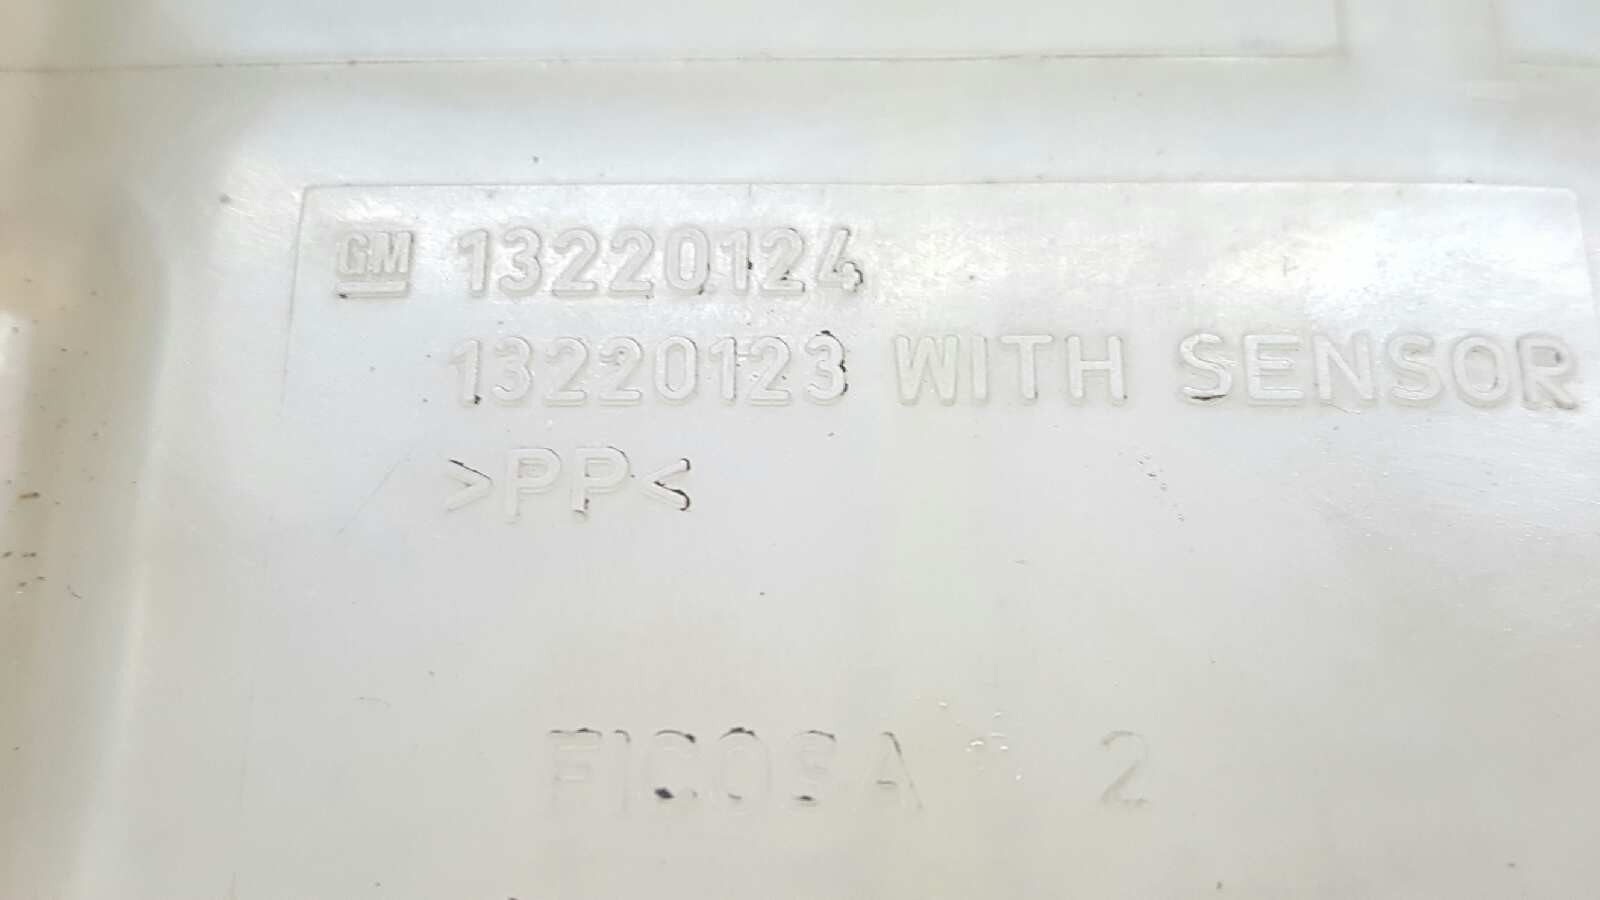 GM 13220124
13220123 WITH SENSOR
>PP<
FICOSA 2